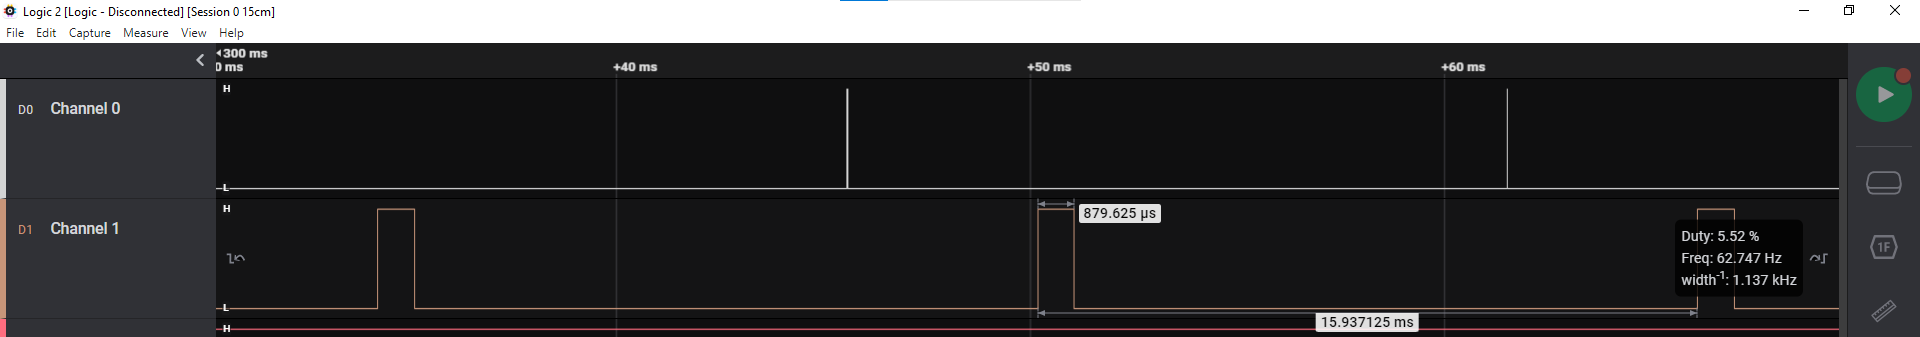 Logic 2 [Logic - Disconnected] [Session 0 15cm]
File Edit Capture Measure View Help
300 ms
0 ms +40 ms +50 ms +60 ms
H
D0 Channel 0
L
H
879.625 µs
D1 Channel 1
Duty: 5.52 %
Freq: 62.747 Hz
width-1: 1.137 kHz
1F
L
15.937125 ms
H